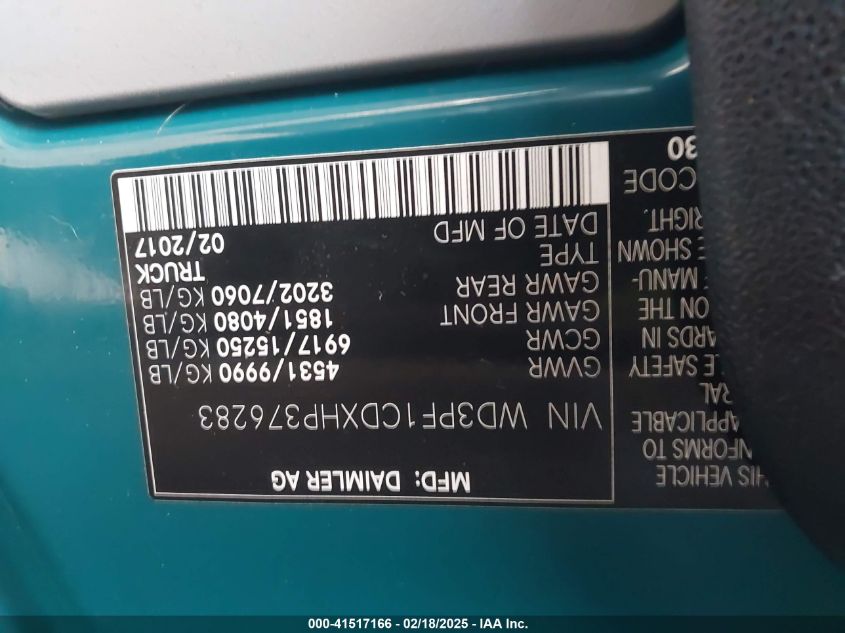 MFD: DAIMLER AG
VIN WD3PF1CDXHP376283
GVWR 4531/9990 KG/LB
GCWR 6917/15250 KG/LB
GAWR FRONT 1851/4080 KG/LB
GAWR REAR 3202/7060 KG/LB
TYPE TRUCK
DATE OF MFD 02/2017
HIS VEHICLE
NFORMS TO
APPLICABLE
RAL
LE SAFETY
ARDS IN
ON THE
MANU-
E SHOWN
RIGHT.
CODE
30
000-41517166 - 02/18/2025 - IAA Inc.